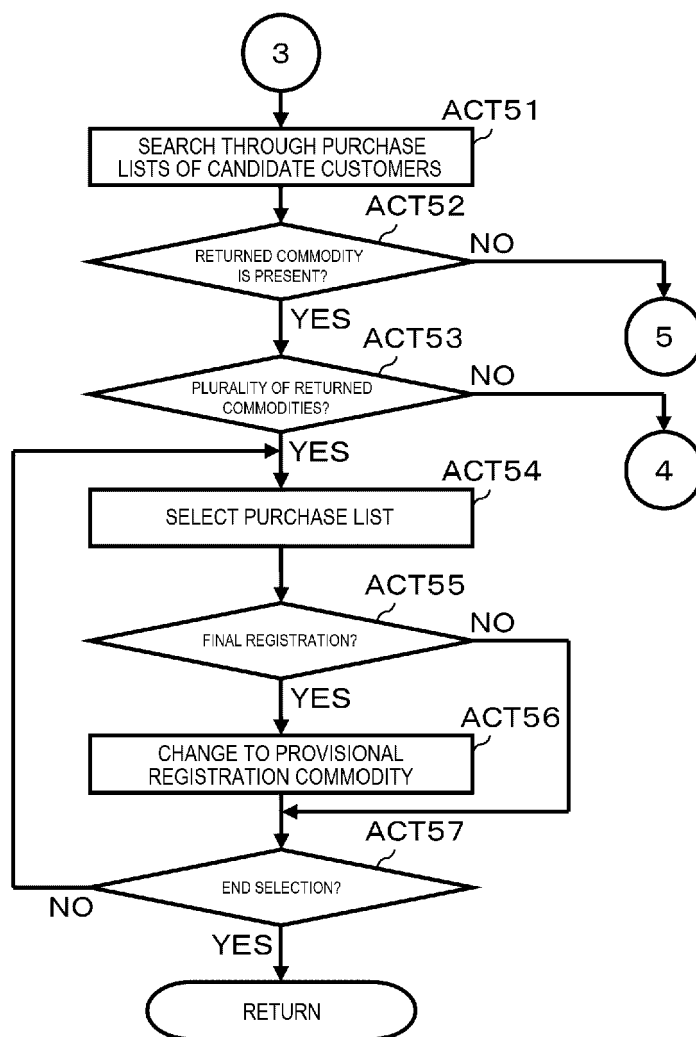 3
ACT51
SEARCH THROUGH PURCHASE
LISTS OF CANDIDATE CUSTOMERS
ACT52
RETURNED COMMODITY
IS PRESENT?
NO
YES
5
ACT53
PLURALITY OF RETURNED
COMMODITIES?
NO
YES
4
ACT54
SELECT PURCHASE LIST
ACT55
FINAL REGISTRATION?
NO
YES
ACT56
CHANGE TO PROVISIONAL
REGISTRATION COMMODITY
ACT57
END SELECTION?
NO
YES
RETURN